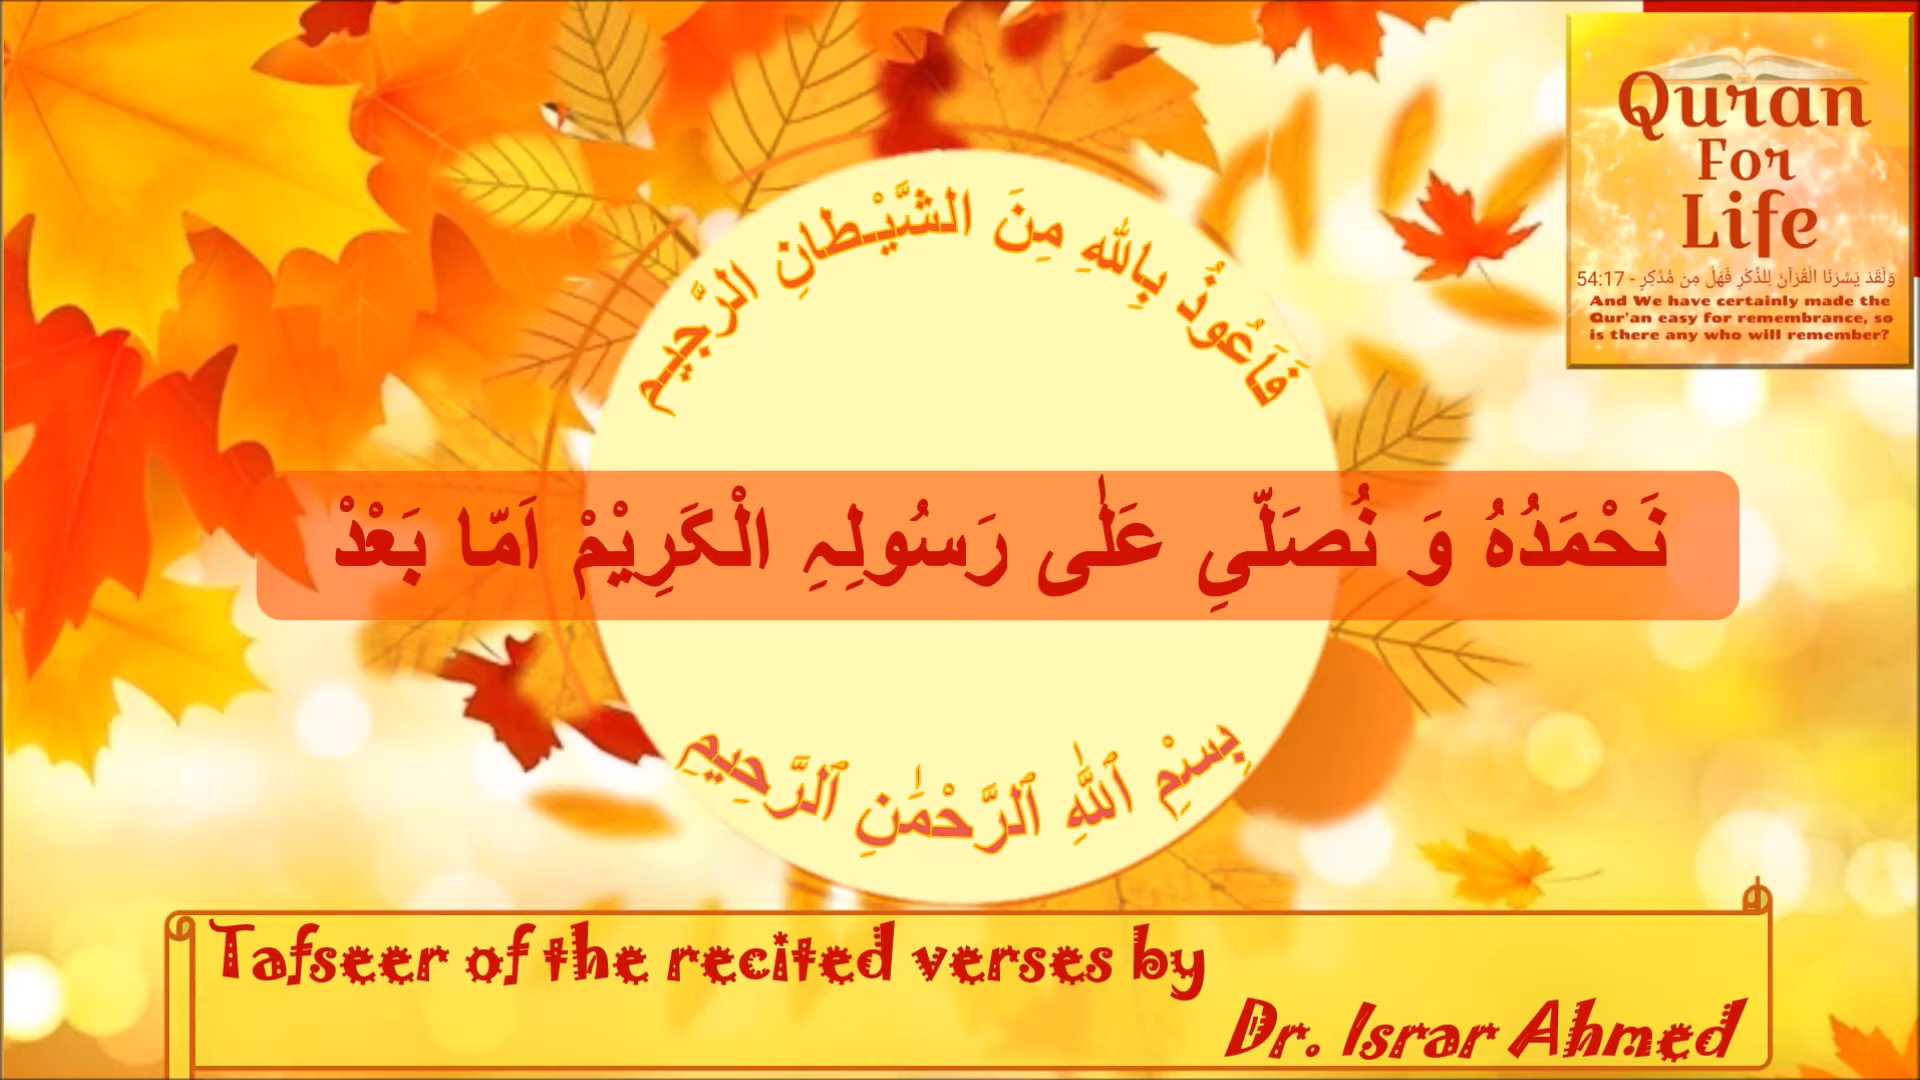 Quran
For
Life
وَلَقَدْ يَسَّرْنَا الْقُرْآنَ لِلذِّكْرِ فَهَلْ مِن مُّدَّكِرٍ - 54:17
And We have certainly made the
Qur'an easy for remembrance, so
is there any who will remember?
فَاَعُوذُ بِاللّٰهِ مِنَ الشَّيْطانِ الرَّجِيم
نَحْمَدُهُ وَ نُصَلّيِ عَلٰى رَسُولِہِ الْكَرِيْمْ اَمّا بَعْدْ
بِسْمِ ٱللَّٰهِ ٱلرَّحْمَٰنِ ٱلرَّحِيمِ
Tafseer of the recited verses by
Dr. Israr Ahmed